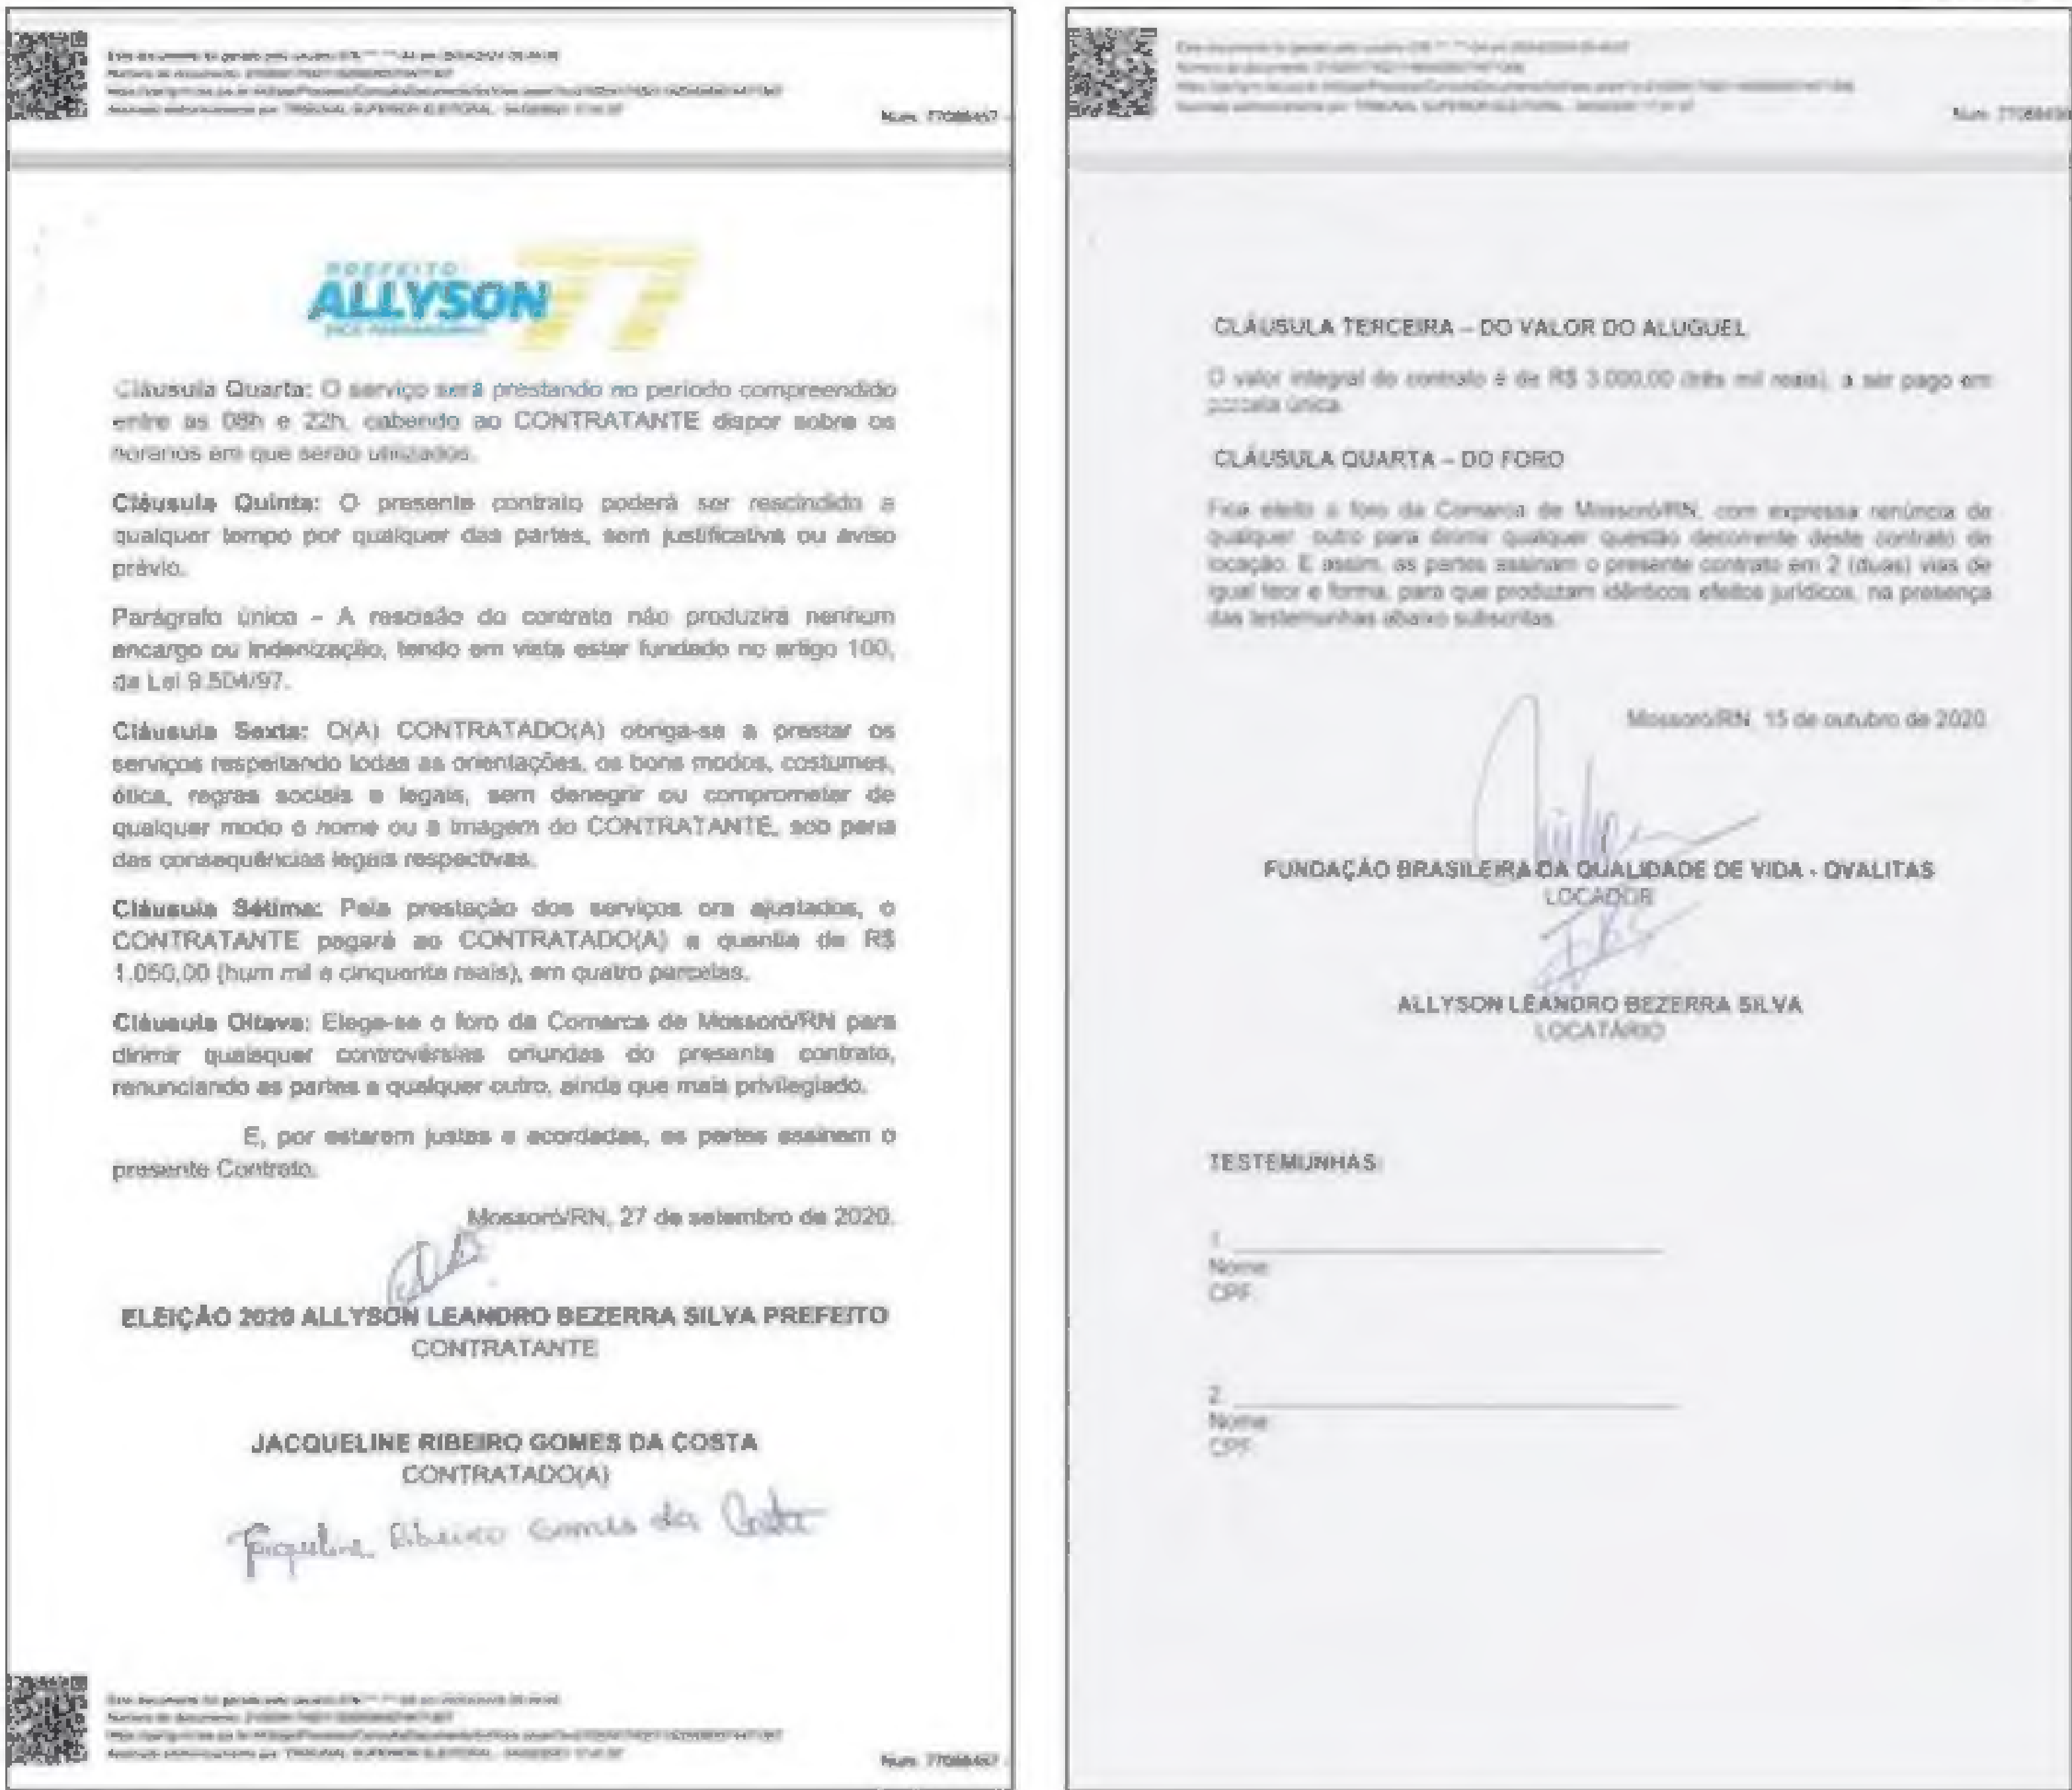 Num. 77088457 -
PREFEITO
ALLYSON 77
Cláusula Quarta: O serviço será prestando no período compreendido
entre as 08h e 22h, cabendo ao CONTRATANTE dispor sobre os
horários em que serão utilizados.
Cláusula Quinta: O presente contrato poderá ser rescindido a
qualquer tempo por qualquer das partes, sem justificativa ou aviso
prévio.
Parágrafo único – A rescisão do contrato não produzirá nenhum
encargo ou indenização, tendo em vista estar fundado no artigo 100,
da Lei 9.504/97.
Cláusula Sexta: O(A) CONTRATADO(A) obriga-se a prestar os
serviços respeitando todas as orientações, os bons modos, costumes,
ética, regras sociais e legais, sem denegrir ou comprometer de
qualquer modo o nome ou a imagem do CONTRATANTE, sob pena
das consequências legais respectivas.
Cláusula Sétima: Pela prestação dos serviços ora ajustados, o
CONTRATANTE pagará ao CONTRATADO(A) a quantia de R$
1.050,00 (hum mil e cinquenta reais), em quatro parcelas.
Cláusula Oitava: Elege-se o foro da Comarca de Mossoró/RN para
dirimir quaisquer controvérsias oriundas do presente contrato,
renunciando as partes a qualquer outro, ainda que mais privilegiado.
E, por estarem justas e acordadas, as partes assinam o
presente Contrato.
Mossoró/RN, 27 de setembro de 2020.
ELEIÇÃO 2020 ALLYSON LEANDRO BEZERRA SILVA PREFEITO
CONTRATANTE
JACQUELINE RIBEIRO GOMES DA COSTA
CONTRATADO(A)
Jacqueline Ribeiro Gomes da Costa
Num. 77088457 -
CLÁUSULA TERCEIRA – DO VALOR DO ALUGUEL
O valor integral do contrato é de R$ 3.000,00 (três mil reais), a ser pago em
parcela única.
CLÁUSULA QUARTA – DO FORO
Fica eleito o foro da Comarca de Mossoró/RN, com expressa renúncia de
qualquer outro para dirimir qualquer questão decorrente deste contrato de
locação. E assim, as partes assinam o presente contrato em 2 (duas) vias de
igual teor e forma, para que produzam idênticos efeitos jurídicos, na presença
das testemunhas abaixo subscritas.
Mossoró/RN, 15 de outubro de 2020.
FUNDAÇÃO BRASILEIRA DA QUALIDADE DE VIDA - QVALITAS
LOCADOR
ALLYSON LEANDRO BEZERRA SILVA
LOCATÁRIO
TESTEMUNHAS:
1.
Nome:
CPF:
2.
Nome:
CPF: